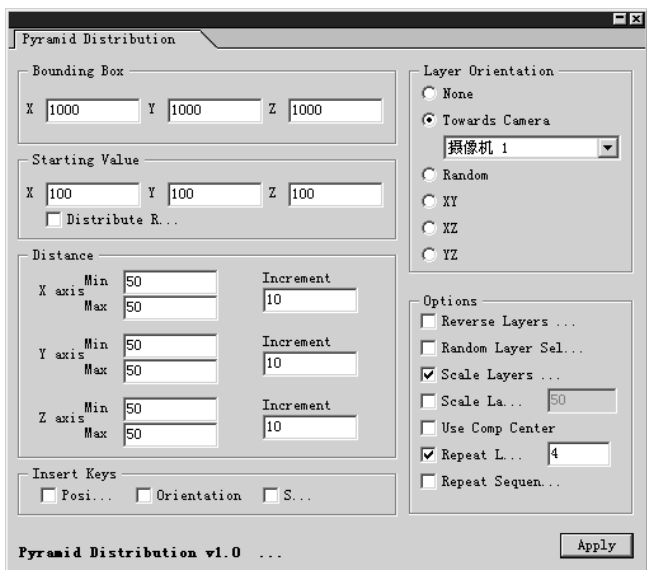 Pyramid Distribution
Bounding Box
X 1000 Y 1000 Z 1000
Starting Value
X 100 Y 100 Z 100
Distribute R...
Distance
X axis Min 50 Increment 10
Max 50
Y axis Min 50 Increment 10
Max 50
Z axis Min 50 Increment 10
Max 50
Insert Keys
Posi... Orientation S...
Pyramid Distribution v1.0 ...
Layer Orientation
None
Towards Camera
摄像机 1
Random
XY
XZ
YZ
Options
Reverse Layers ...
Random Layer Sel...
Scale Layers ...
Scale La... 50
Use Comp Center
Repeat L... 4
Repeat Sequen...
Apply